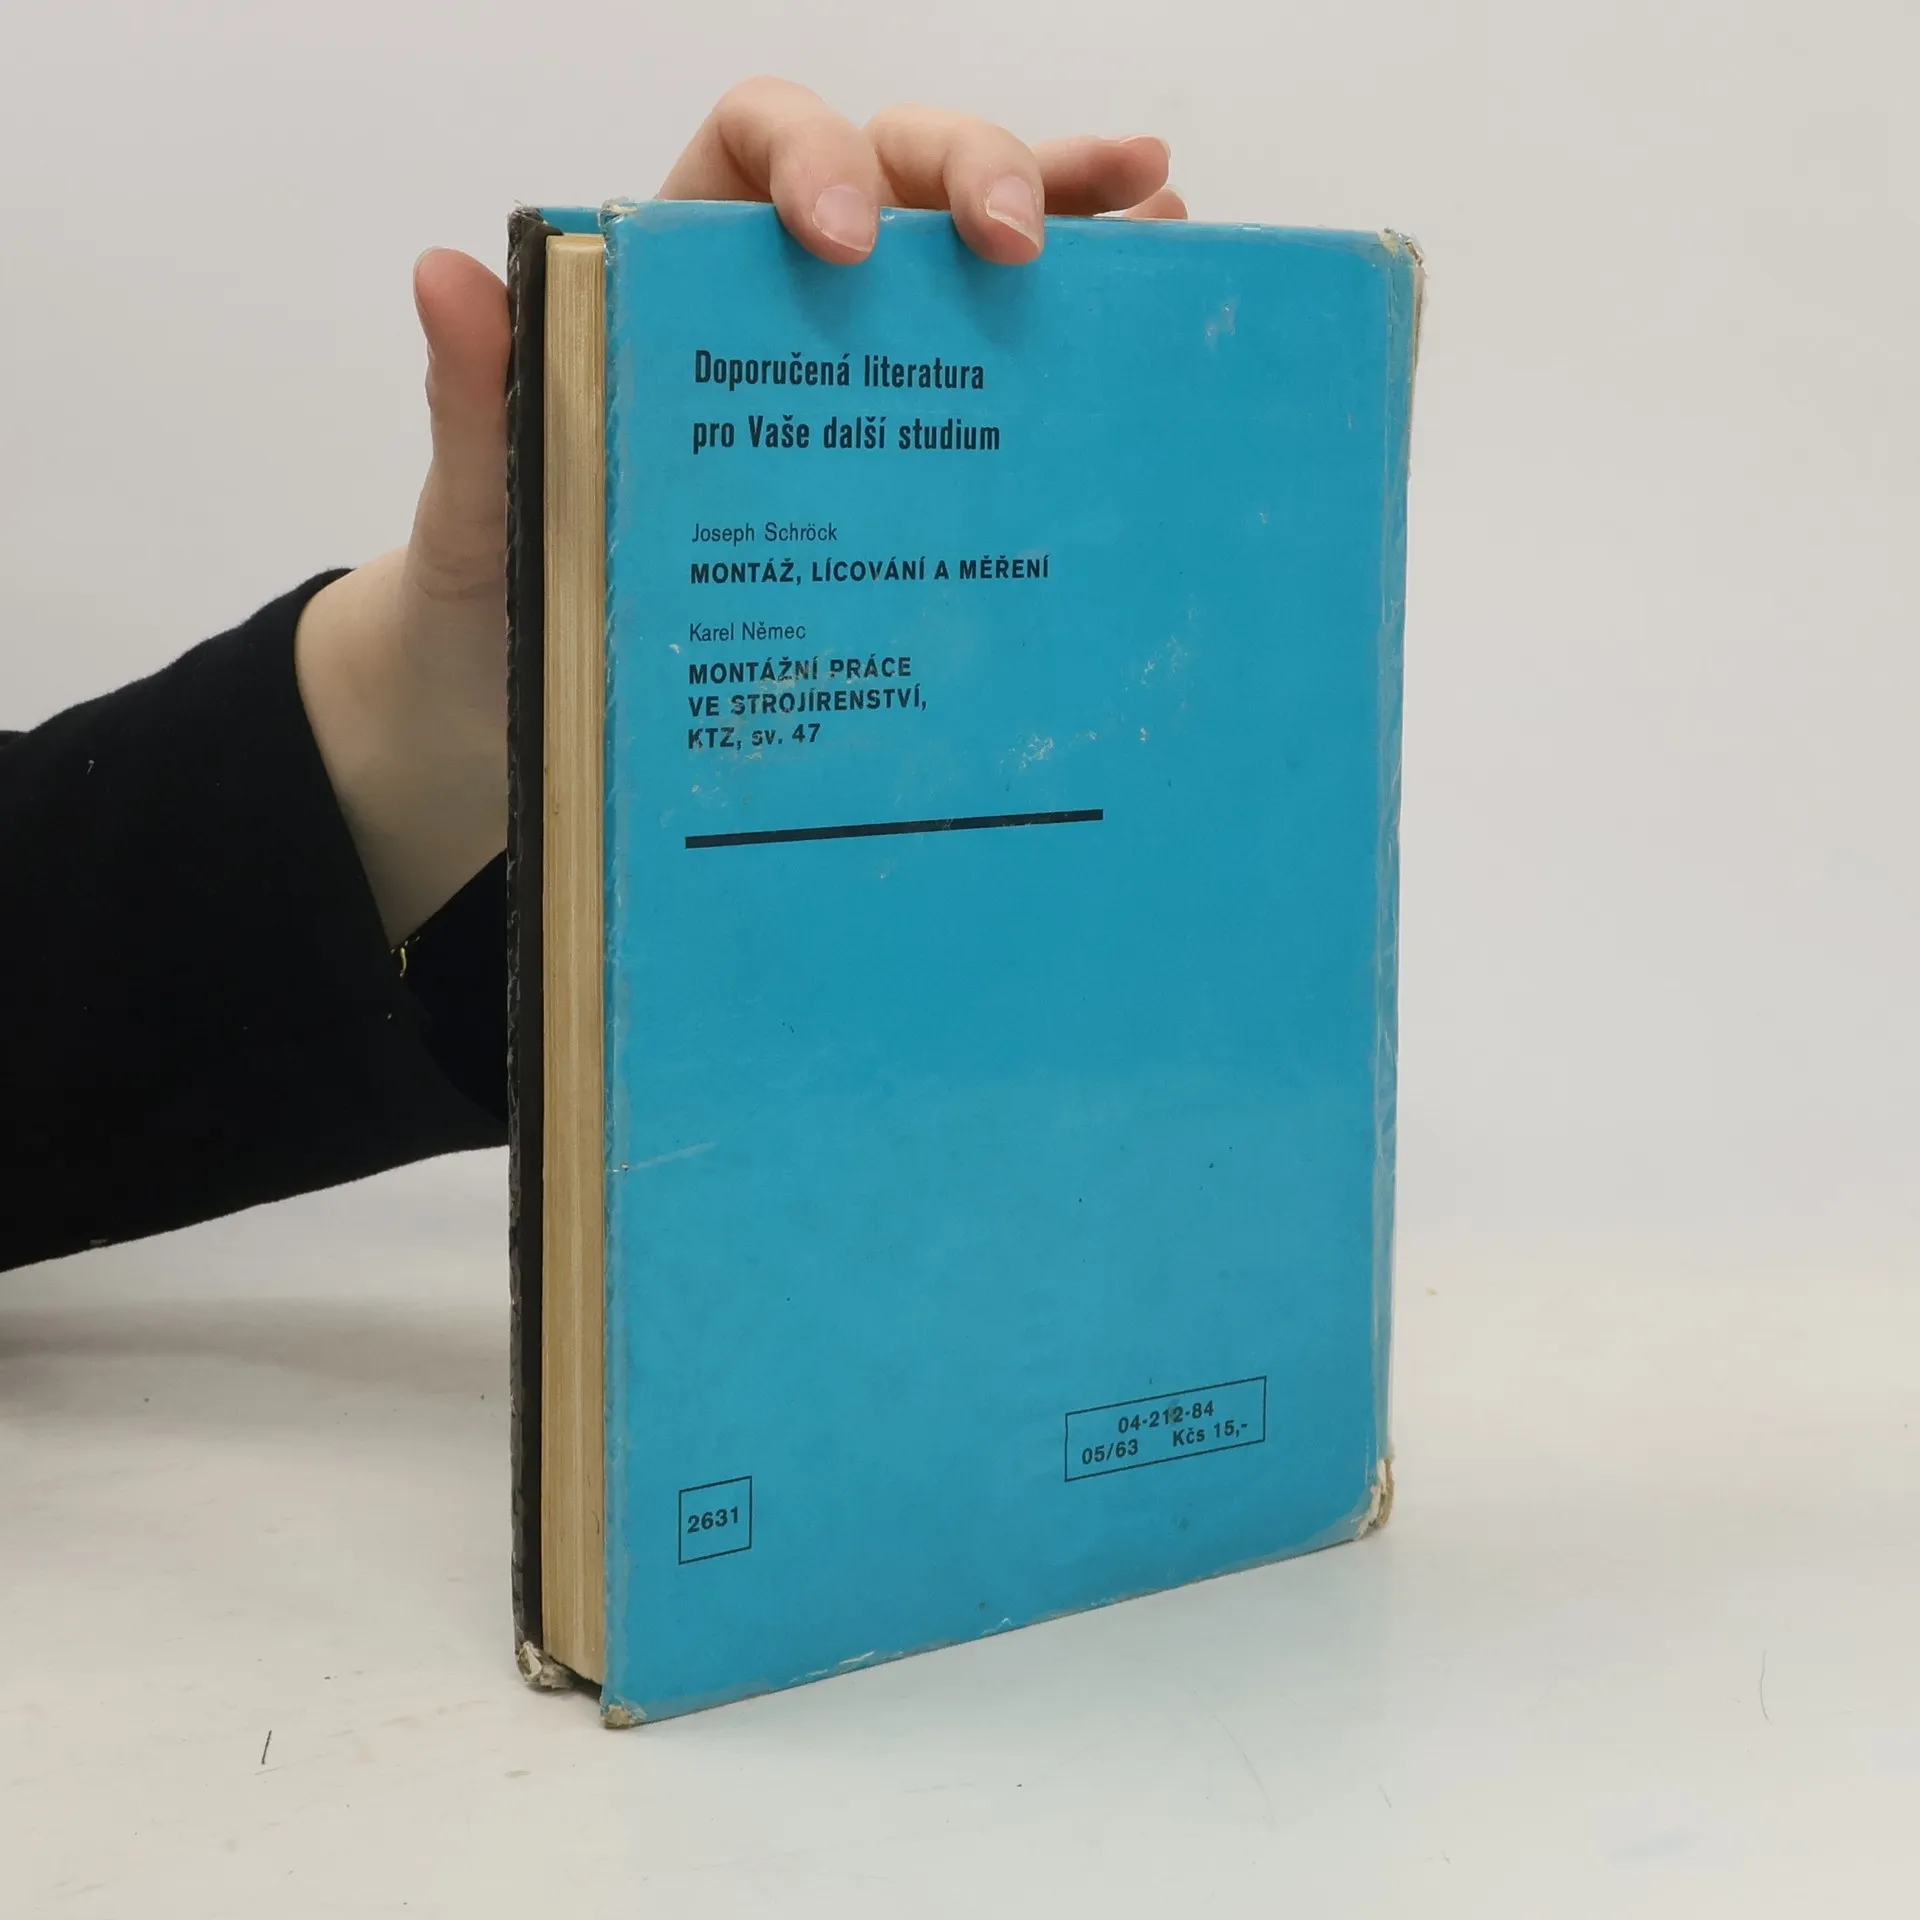 Doporučená literatura
pro Vaše další studium
Joseph Schröck
MONTÁŽ, LÍCOVÁNÍ A MĚŘENÍ
Karel Němec
MONTÁŽNÍ PRÁCE
VE STROJÍRENSTVÍ,
KTZ, sv. 47
04-212-84
05/63 Kčs 15,-
2631